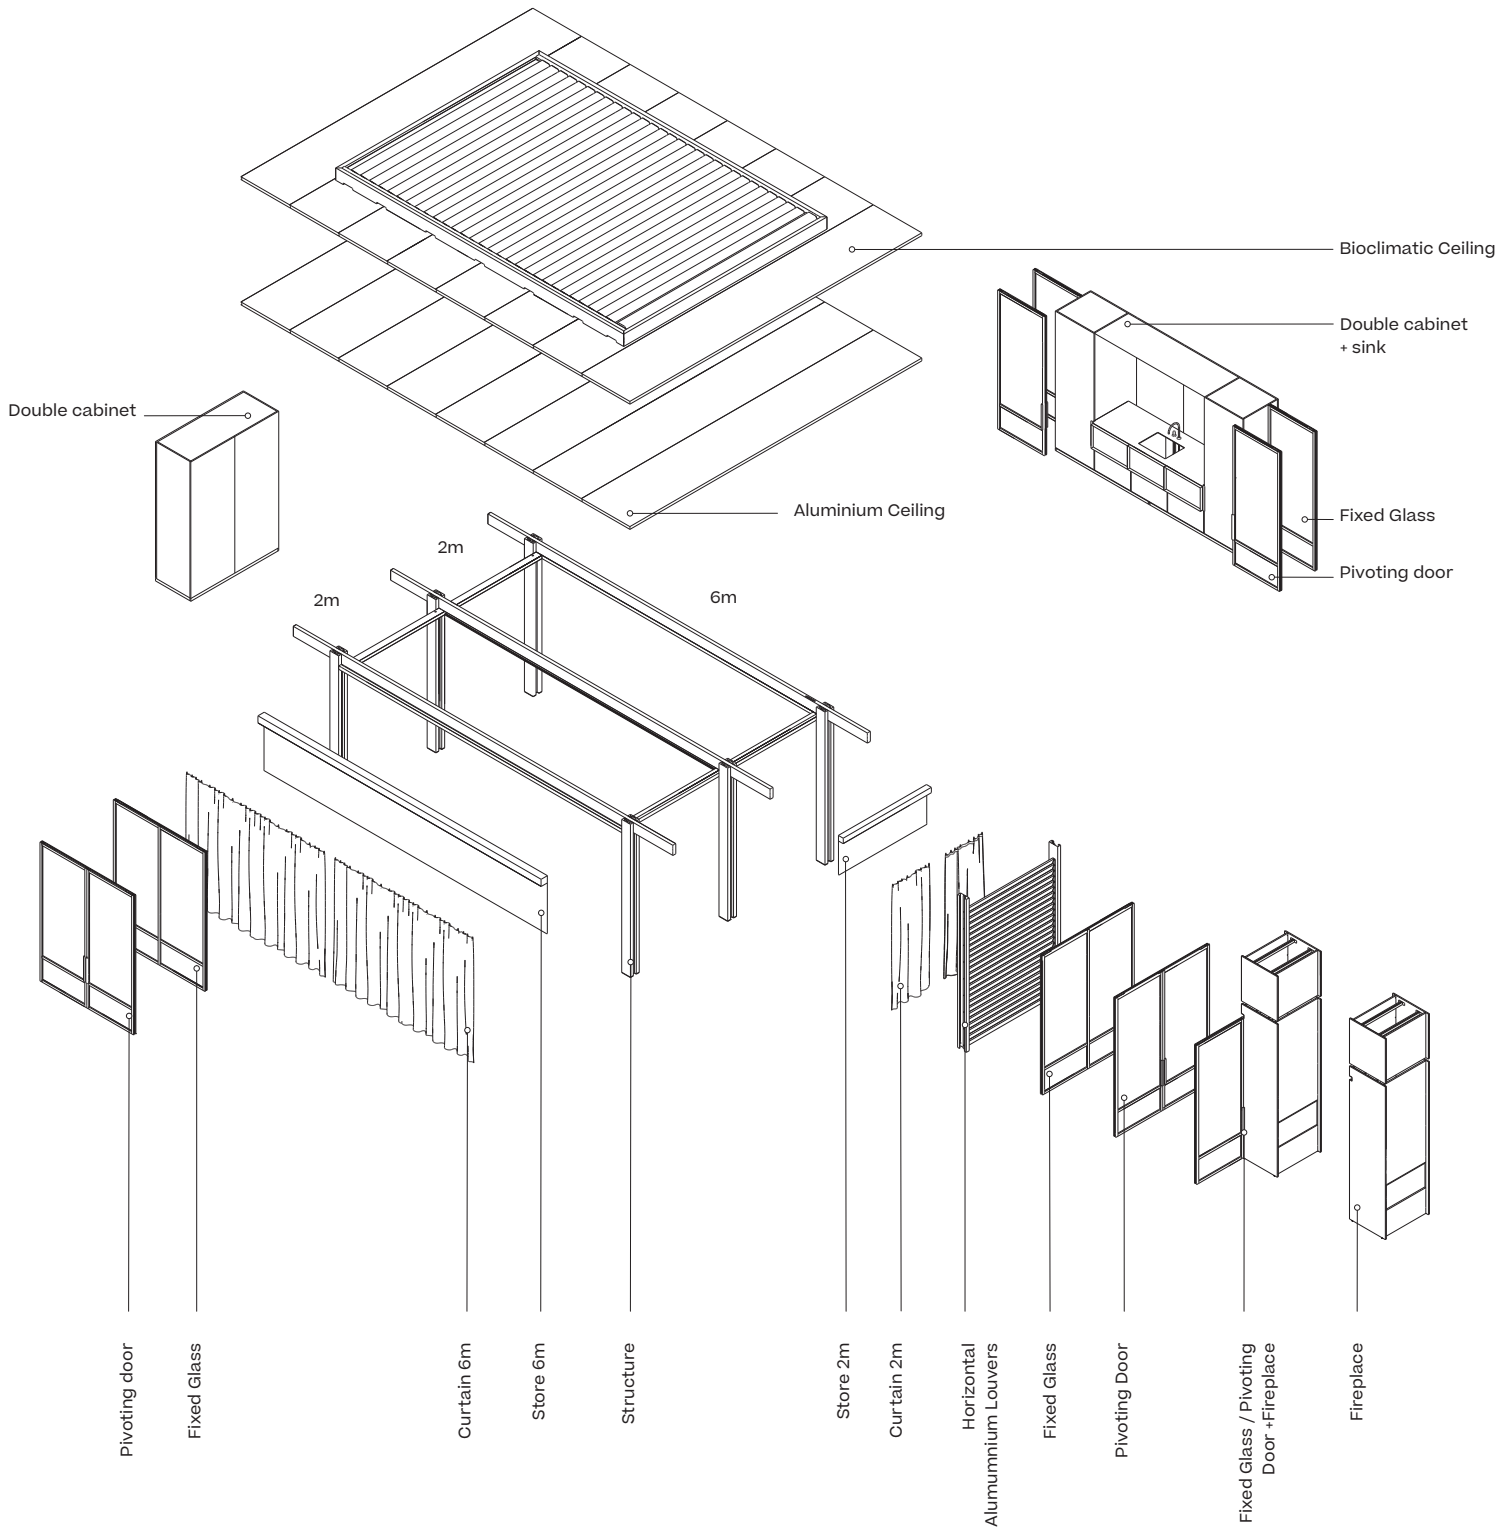 Bioclimatic Ceiling
Double cabinet
+ sink
Double cabinet
Aluminium Ceiling
Fixed Glass
Pivoting door
2m
2m
6m
Pivoting door
Fixed Glass
Curtain 6m
Store 6m
Structure
Store 2m
Curtain 2m
Horizontal
Alumumnium Louvers
Fixed Glass
Pivoting Door
Fixed Glass / Pivoting
Door +Fireplace
Fireplace